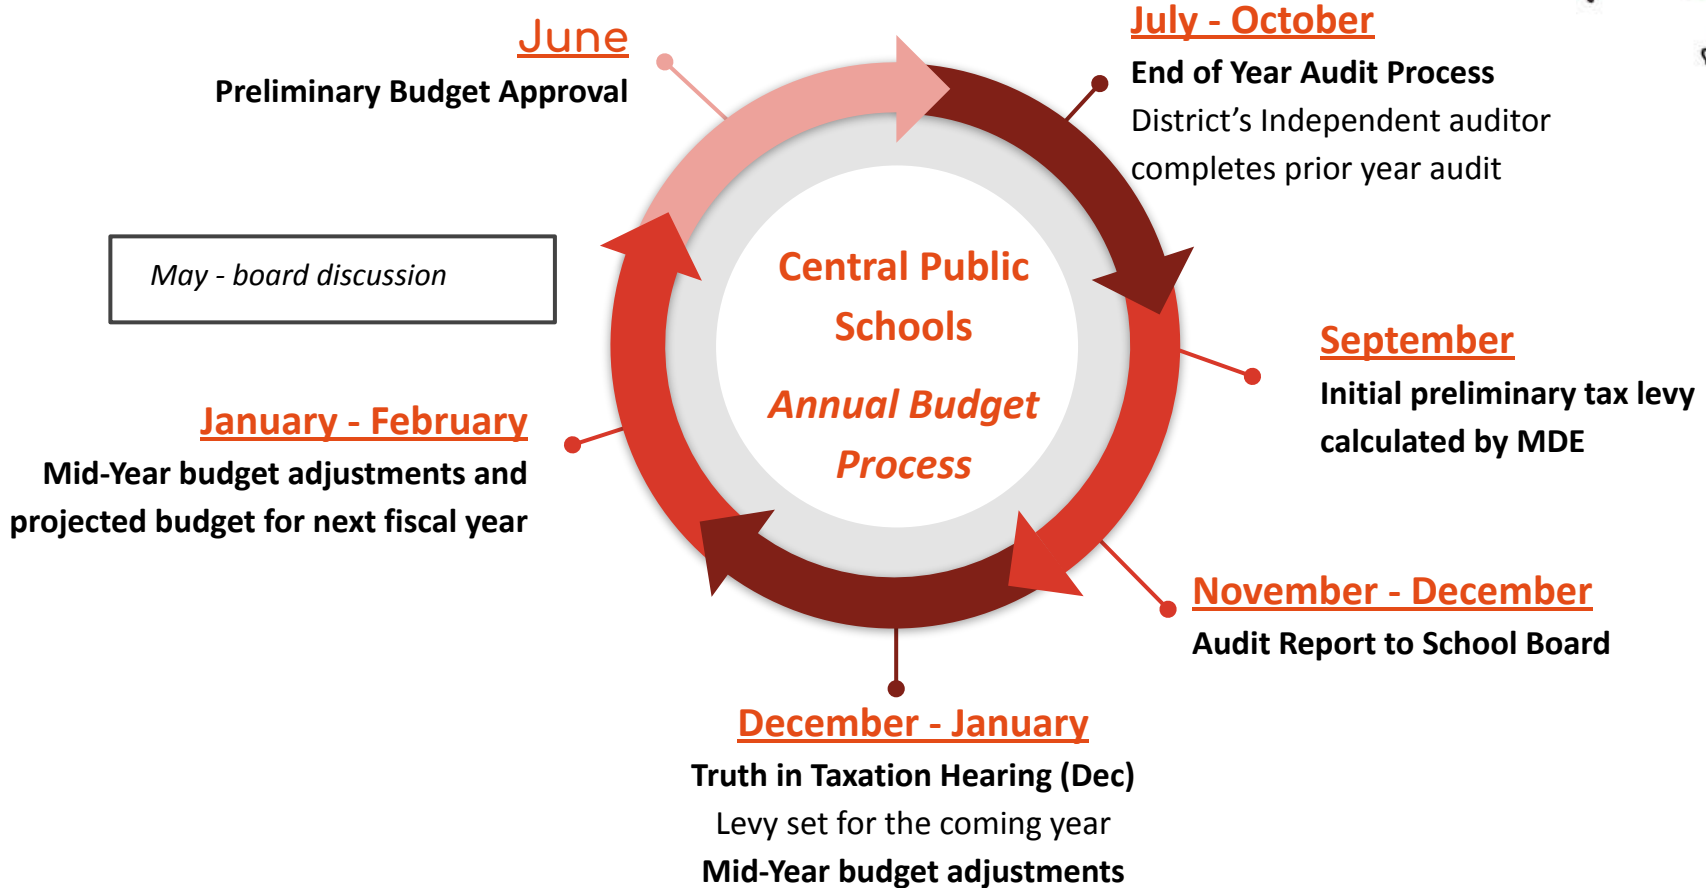 June
Preliminary Budget Approval
July - October
End of Year Audit Process
District's Independent auditor
completes prior year audit
May - board discussion
Central Public
Schools
Annual Budget
Process
September
Initial preliminary tax levy
calculated by MDE
January - February
Mid-Year budget adjustments and
projected budget for next fiscal year
November - December
Audit Report to School Board
December - January
Truth in Taxation Hearing (Dec)
Levy set for the coming year
Mid-Year budget adjustments